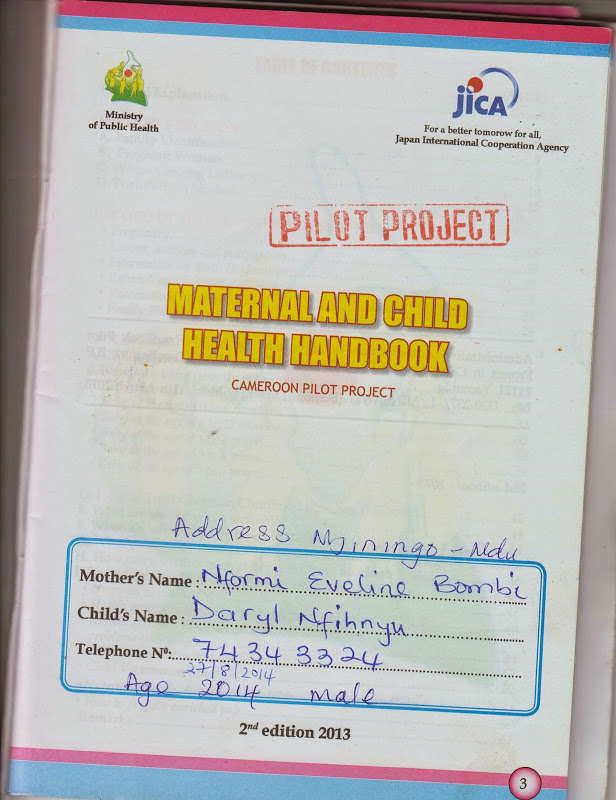 Ministry
of Public Health
jICA
For a better tomorow for all,
Japan International Cooperation Agency
PILOT PROJECT
MATERNAL AND CHILD
HEALTH HANDBOOK
CAMEROON PILOT PROJECT
Address Njiningo - Ndu
Mother's Name : Nformi Eveline Bombi
Child's Name : Daryl Nfihnyu
Telephone Nº: 74343324
27/8/2014
Age 2014 Male
2nd edition 2013
3